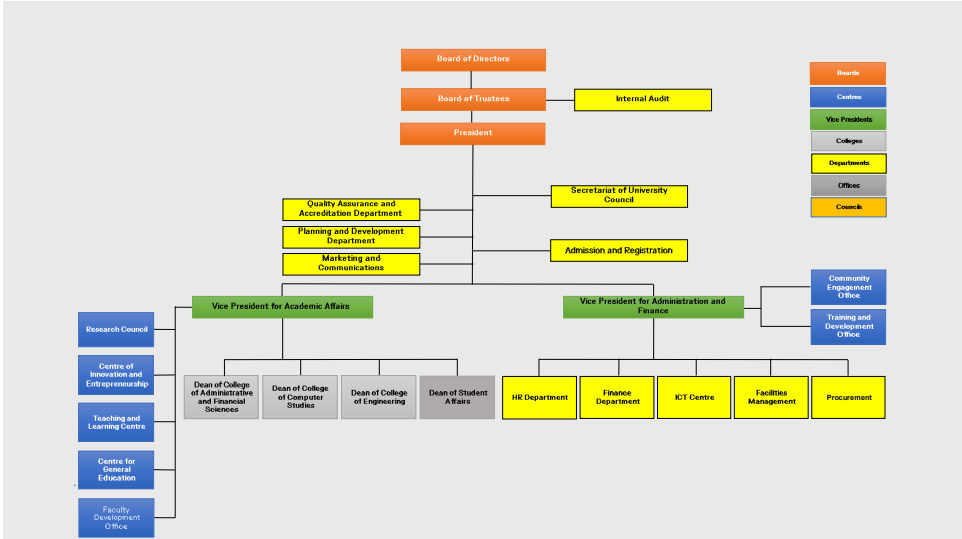 Board of Directors
Board of Trustees
Internal Audit
President
Boards
Centres
Vice Presidents
Colleges
Departments
Offices
Councils
Secretariat of University
Council
Quality Assurance and
Accreditation Department
Planning and Development
Department
Admission and Registration
Marketing and
Communications
Vice President for Academic Affairs
Vice President for Administration and
Finance
Community
Engagement
Office
Training and
Development
Office
Research Council
Centre of
Innovation and
Entrepreneurship
Teaching and
Learning Centre
Centre for
General
Education
Faculty
Development
Office
Dean of College
of Administrative
and Financial
Sciences
Dean of College
of Computer
Studies
Dean of College
of Engineering
Dean of Student
Affairs
HR Department
Finance
Department
ICT Centre
Facilities
Management
Procurement